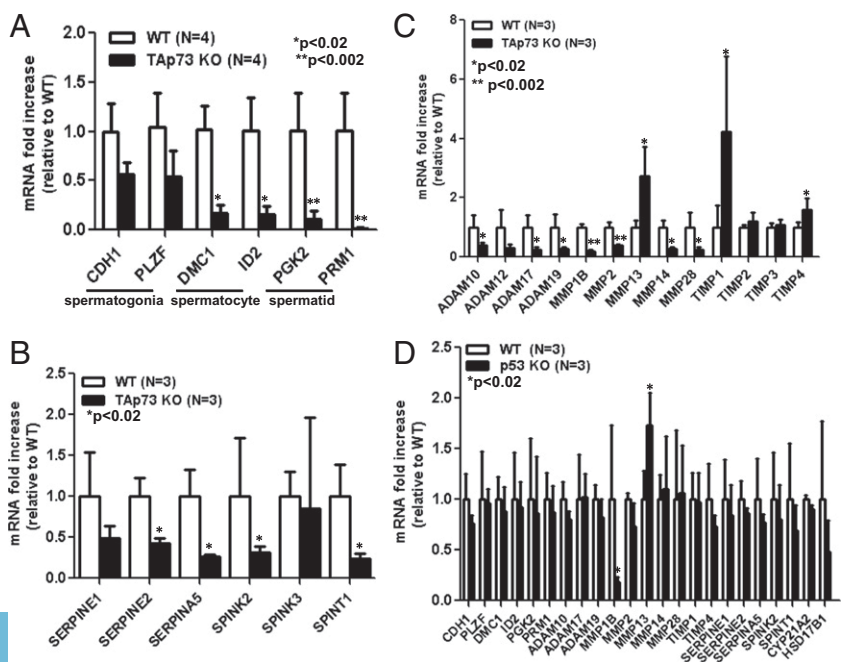 A
mRNA fold increase
(relative to WT)
2.0
1.5
1.0
0.5
0.0
WT (N=4)
TAp73 KO (N=4)
*p<0.02
**p<0.002
* * ** **
CDH1 PLZF DMC1 ID2 PGK2 PRM1
spermatogonia spermatocyte spermatid
B
mRNA fold increase
(relative to WT)
2.5
2.0
1.5
1.0
0.5
0.0
WT (N=3)
TAp73 KO (N=3)
*p<0.02
* * * *
SERPINE1 SERPINE2 SERPINA5 SPINK2 SPINK3 SPINT1
C
mRNA fold increase
(relative to WT)
8
6
4
2
0
WT (N=3)
TAp73 KO (N=3)
*p<0.02
** p<0.002
* * * ** ** * * * * *
ADAM10 ADAM12 ADAM17 ADAM19 MMP1B MMP2 MMP13 MMP14 MMP28 TIMP1 TIMP2 TIMP3 TIMP4
D
mRNA fold increase
(relative to WT)
2.5
2.0
1.5
1.0
0.5
0.0
WT (N=3)
p53 KO (N=3)
*p<0.02
* *
CDH1 PLZF DMC1 ID2 PGK2 PRM1 ADAM10 ADAM17 ADAM19 MMP1B MMP2 MMP13 MMP14 MMP28 TIMP1 TIMP4 SERPINE1 SERPINE2 SERPINA5 SPINK2 SPINT1 CYP21A2 HSD17B1